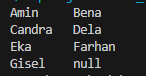 Amin Bena
Candra Dela
Eka Farhan
Gisel null